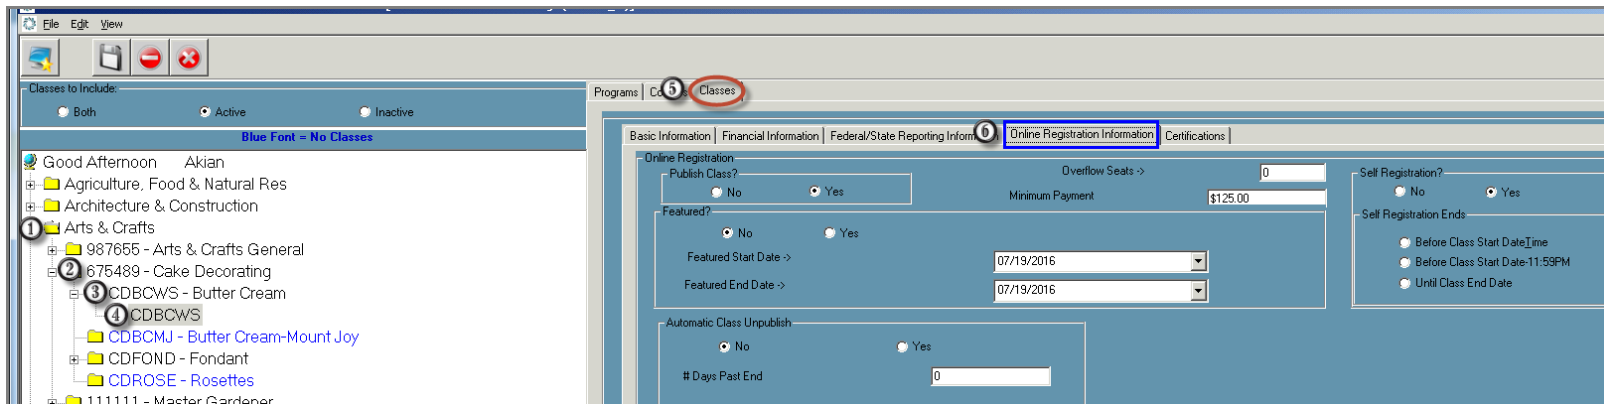 File Edit View
Classes to Include:
Both Active Inactive
Blue Font = No Classes
Good Afternoon Akian
Agriculture, Food & Natural Res
Architecture & Construction
1 Arts & Crafts
987655 - Arts & Crafts General
2 675489 - Cake Decorating
3 CDBCWS - Butter Cream
4 CDBCWS
CDBCMJ - Butter Cream-Mount Joy
CDFOND - Fondant
CDROSE - Rosettes
111111 - Master Gardener
Programs 5 Classes
Basic Information Financial Information Federal/State Reporting 6 Online Registration Information Certifications
Online Registration
Publish Class?
No Yes
Overflow Seats -> 0
Minimum Payment $125.00
Featured?
No Yes
Featured Start Date -> 07/19/2016
Featured End Date -> 07/19/2016
Automatic Class Unpublish
No Yes
# Days Past End 0
Self Registration?
No Yes
Self Registration Ends
Before Class Start DateTime
Before Class Start Date-11:59PM
Until Class End Date